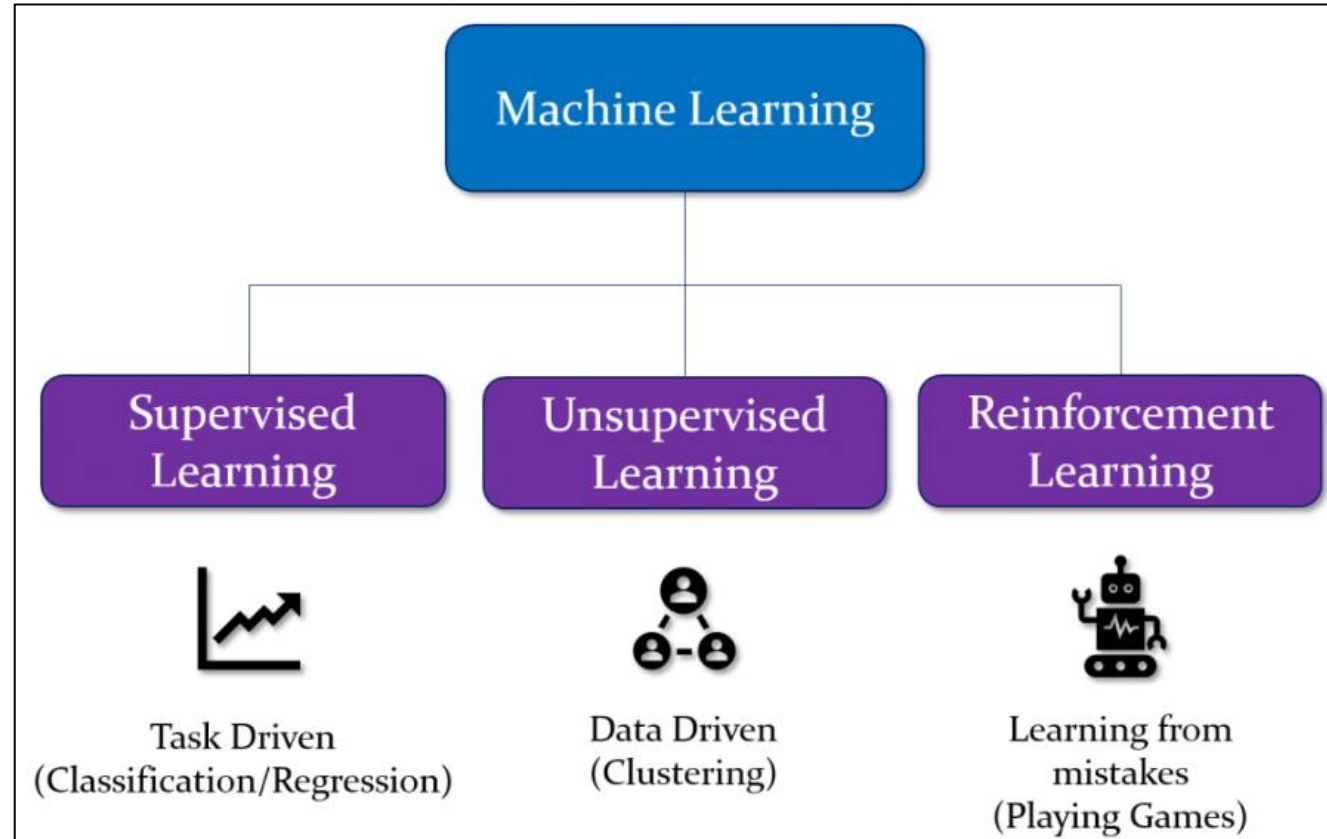 Machine Learning
Supervised
Learning
Unsupervised
Learning
Reinforcement
Learning
Task Driven
(Classification/Regression)
Data Driven
(Clustering)
Learning from
mistakes
(Playing Games)